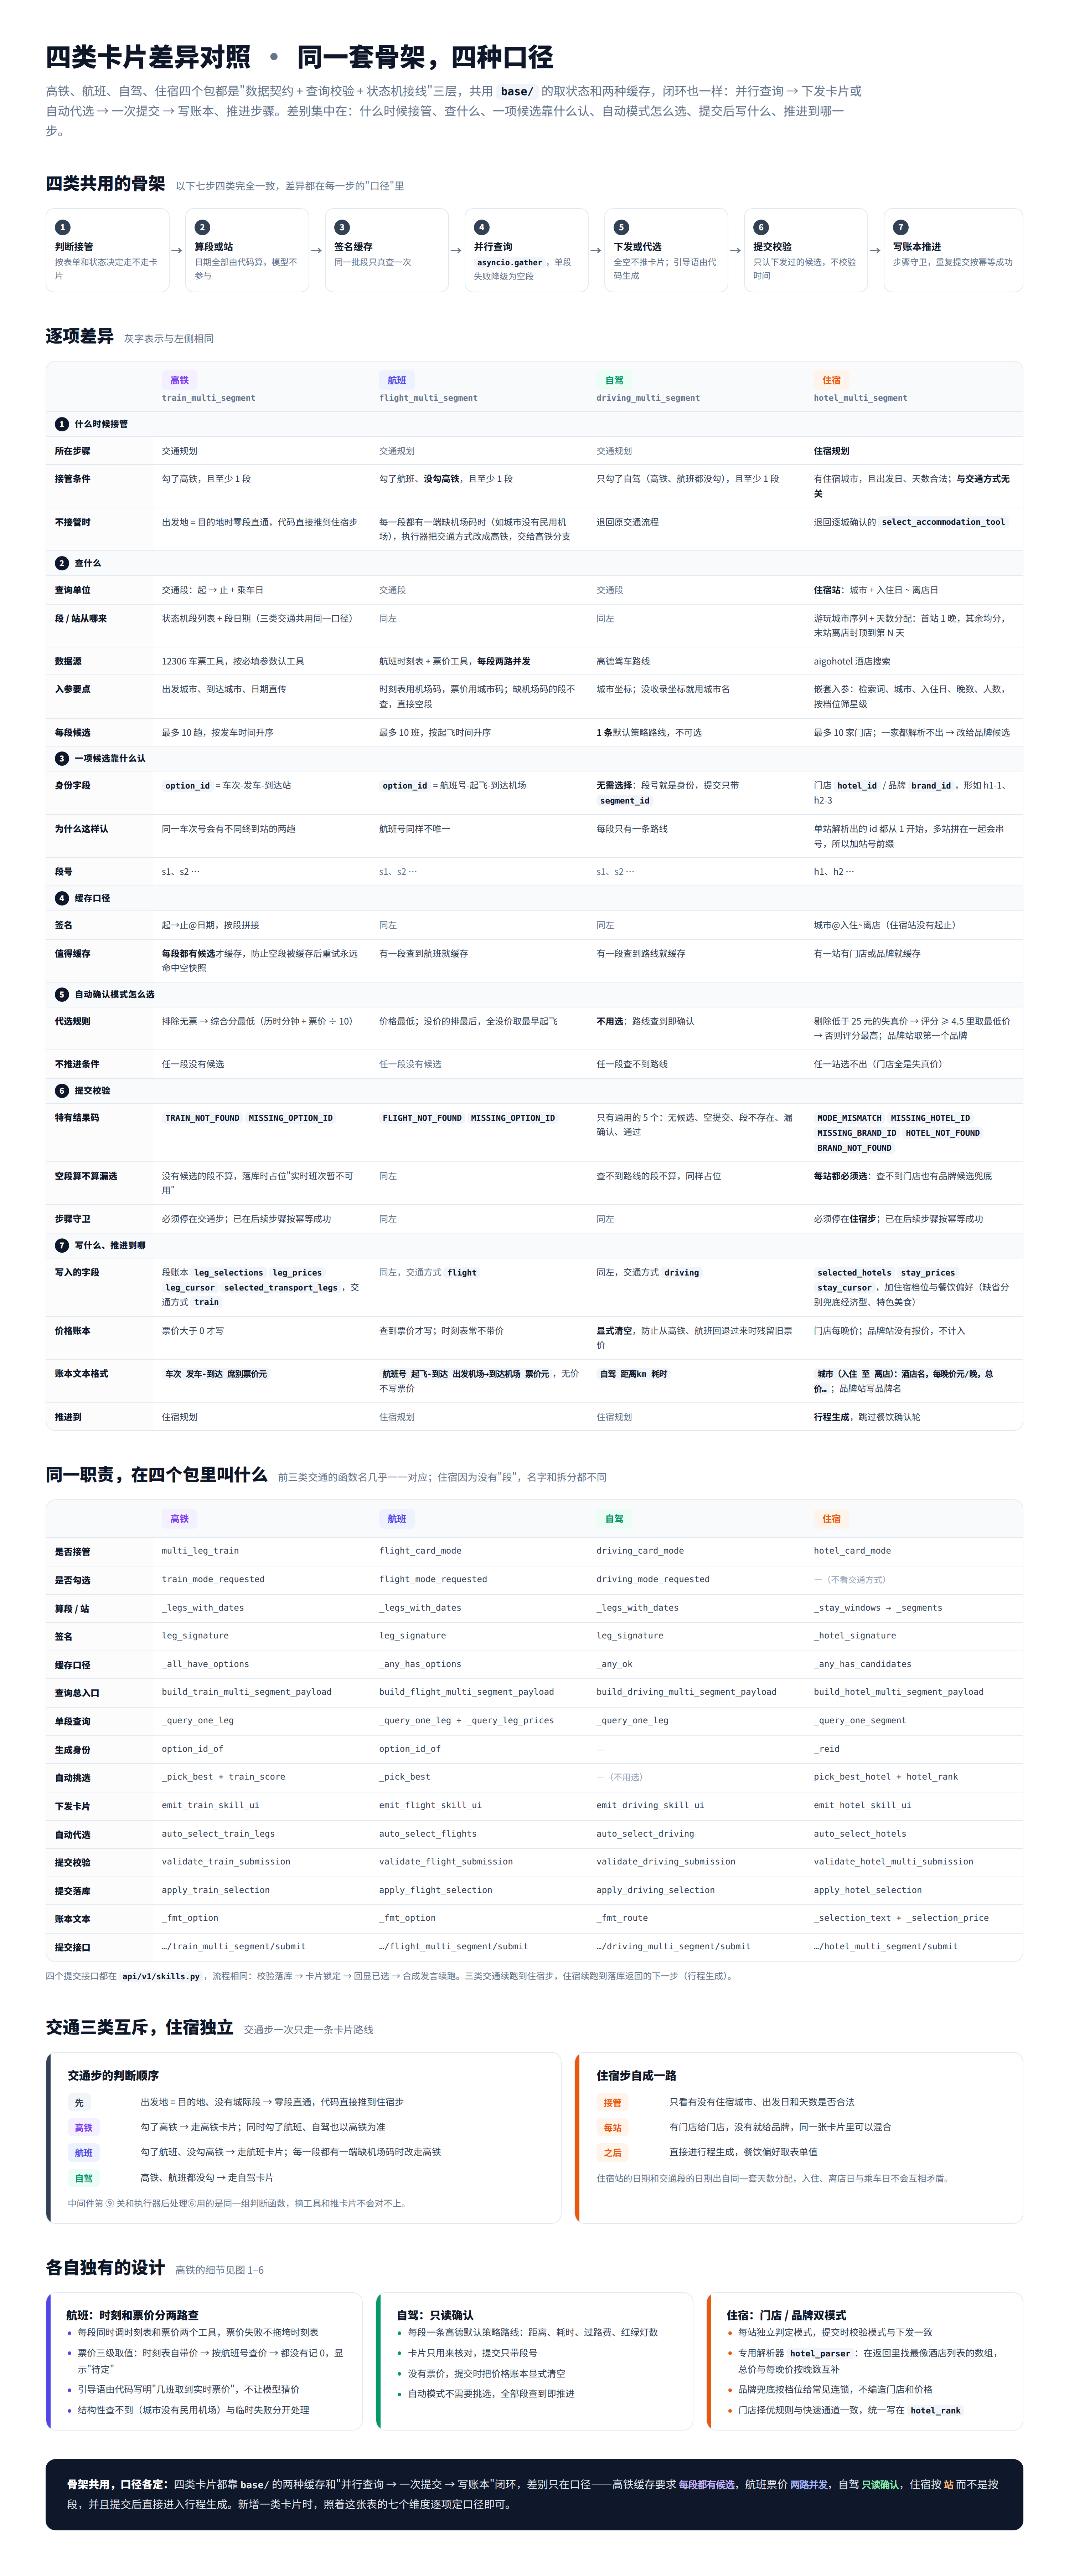 四类卡片差异对照 • 同一套骨架，四种口径
高铁、航班、自驾、住宿四个包都是"数据契约 + 查询校验 + 状态机接线"三层，共用 base/ 的取状态和两种缓存，闭环也一样：并行查询 → 下发卡片或
自动代选 → 一次提交 → 写账本、推进步骤。差别集中在：什么时候接管、查什么、一项候选靠什么认、自动模式怎么选、提交后写什么、推进到哪一
步。
四类共用的骨架 以下七步四类完全一致，差异都在每一步的"口径"里
1
判断接管
按表单和状态决定走不走卡
片
→
2
算段或站
日期全部由代码算，模型不
参与
→
3
签名缓存
同一批段只查一次
→
4
并行查询
asyncio.gather，单段
失败降级为空段
→
5
下发或代选
全空不推卡片；引导语由代
码生成
→
6
提交校验
只认下发过的候选，不校验
时间
→
7
写账本推进
步骤守卫，重复提交按幂等成功
逐项差异 灰字表示与左侧相同
高铁 航班 自驾 住宿
train_multi_segment flight_multi_segment driving_multi_segment hotel_multi_segment
1 什么时候接管
所在步骤 交通规划 交通规划 交通规划 住宿规划
接管条件 勾了高铁，且至少 1 段 勾了航班、没勾高铁，且至少 1 段 只勾了自驾（高铁、航班都没勾），且至少 1 段 有住宿城市，且出发日、天数合法；与交通方式无
关
不接管时 出发地 = 目的地时零段直通，代码直接推到住宿步 每一段都有一端缺机场码时（如城市没有民用机 退回原交通流程 退回逐城确认的 select_accommodation_tool
场），执行器把交通方式改成高铁，交给高铁分支
2 查什么
查询单位 交通段：起 → 止 + 乘车日 交通段 交通段 住宿站：城市 + 入住日 ~ 离店日
段 / 站从哪来 状态机段列表 + 段日期（三类交通共用同一口径） 同左 同左 游玩城市序列 + 天数分配：首站 1 晚，其余均分，
末站离店封顶到第 N 天
数据源 12306 车票工具，按必填参数认工具 航班时刻表 + 票价工具，每段两路并发 高德驾车路线 aigohotel 酒店搜索
入参要点 出发城市、到达城市、日期直传 时刻表用机场码，票价用城市码；缺机场码的段不 城市坐标；没收录坐标就用城市名 嵌套入参：检索词、城市、入住日、晚数、人数，
查，直接空段 按档位筛星级
每段候选 最多 10 趟，按发车时间升序 最多 10 班，按起飞时间升序 1 条默认策略路线，不可选 最多 10 家门店；一家都解析不出 → 改给品牌候选
3 一项候选靠什么认
身份字段 option_id = 车次-发车-到达站 option_id = 航班号-起飞-到达机场 无需选择：段号就是身份，提交只带 门店 hotel_id / 品牌 brand_id，形如 h1-1、
segment_id h2-3
为什么这样认 同一车次号会有不同终到站的两趟 航班号同样不唯一 每段只有一条路线 单站解析出的 id 都从 1 开始，多站拼在一起会串
号，所以加站号前缀
段号 s1、s2 … s1、s2 … s1、s2 … h1、h2 …
4 缓存口径
签名 起→止@日期，按段拼接 同左 同左 城市@入住~离店（住宿站没有起止）
值得缓存 每段都有候选才缓存，防止空段被缓存后重试永远 有一段查到航班就缓存 有一段查到路线就缓存 有一站有门店或品牌就缓存
命中空快照
5 自动确认模式怎么选
代选规则 排除无票 → 综合分最低（历时分钟 + 票价 ÷ 10） 价格最低；没价的排最后，全没价取最早起飞 不用选：路线查到即确认 剔除低于 25 元的失真价 → 评分 ≥ 4.5 里取最低价
→ 否则评分最高；品牌站取第一个品牌
不推进条件 任一段没有候选 任一段没有候选 任一段查不到路线 任一站选不出（门店全是失真价）
6 提交校验
特有结果码 TRAIN_NOT_FOUND MISSING_OPTION_ID FLIGHT_NOT_FOUND MISSING_OPTION_ID 只有通用的 5 个：无候选、空提交、段不存在、漏 MODE_MISMATCH MISSING_HOTEL_ID
确认、通过 MISSING_BRAND_ID HOTEL_NOT_FOUND
BRAND_NOT_FOUND
空段算不算漏选 没有候选的段不算，落库时占位"实时班次暂不可 同左 查不到路线的段不算，同样占位 每站都必须选：查不到门店也有品牌候选兜底
用"
步骤守卫 必须停在交通步；已在后续步骤按幂等成功 同左 同左 必须停在住宿步；已在后续步骤按幂等成功
7 写什么、推进到哪
写入的字段 段账本 leg_selections leg_prices 同左，交通方式 flight 同左，交通方式 driving selected_hotels stay_prices
leg_cursor selected_transport_legs，交 stay_cursor，加住宿档位与餐饮偏好（缺省分
通方式 train 别兜底经济型、特色美食）
价格账本 票价大于 0 才写 查到票价才写；时刻表常不带价 显式清空，防止从高铁、航班回退过来时残留旧票 门店每晚价；品牌站没有报价，不计入
价
账本文本格式 车次 发车-到达 席别票价元 航班号 起飞-到达 出发机场→到达机场 票价元，无价 自驾 距离km 耗时 城市（入住 至 离店）：酒店名，每晚价元/晚，总
不写票价 价…；品牌站写品牌名
推进到 住宿规划 住宿规划 住宿规划 行程生成，跳过餐饮确认轮
同一职责，在四个包里叫什么 前三类交通的函数名几乎一一对应；住宿因为没有"段"，名字和拆分都不同
高铁 航班 自驾 住宿
是否接管 multi_leg_train flight_card_mode driving_card_mode hotel_card_mode
是否勾选 train_mode_requested flight_mode_requested driving_mode_requested —（不看交通方式）
算段 / 站 _legs_with_dates _legs_with_dates _legs_with_dates _stay_windows → _segments
签名 leg_signature leg_signature leg_signature _hotel_signature
缓存口径 _all_have_options _any_has_options _any_ok _any_has_candidates
查询总入口 build_train_multi_segment_payload build_flight_multi_segment_payload build_driving_multi_segment_payload build_hotel_multi_segment_payload
单段查询 _query_one_leg _query_one_leg + _query_leg_prices _query_one_leg _query_one_segment
生成身份 option_id_of option_id_of — _reid
自动挑选 _pick_best + train_score _pick_best —（不用选） pick_best_hotel + hotel_rank
下发卡片 emit_train_skill_ui emit_flight_skill_ui emit_driving_skill_ui emit_hotel_skill_ui
自动代选 auto_select_train_legs auto_select_flights auto_select_driving auto_select_hotels
提交校验 validate_train_submission validate_flight_submission validate_driving_submission validate_hotel_multi_submission
提交落库 apply_train_selection apply_flight_selection apply_driving_selection apply_hotel_selection
账本文本 _fmt_option _fmt_option _fmt_route _selection_text + _selection_price
提交接口 …/train_multi_segment/submit …/flight_multi_segment/submit …/driving_multi_segment/submit …/hotel_multi_segment/submit
四个提交接口都在 api/v1/skills.py，流程相同：校验落库 → 卡片锁定 → 回显已选 → 合成发言续跑。三类交通续跑到住宿步，住宿续跑到落库返回的下一步（行程生成）。
交通三类互斥，住宿独立 交通步一次只走一条卡片路线
交通步的判断顺序
先 出发地 = 目的地、没有城际段 → 零段直通，代码直接推到住宿步
高铁 勾了高铁 → 走高铁卡片；同时勾了航班、自驾也以高铁为准
航班 勾了航班、没勾高铁 → 走航班卡片；每一段都有一端缺机场码时改走高铁
自驾 高铁、航班都没勾 → 走自驾卡片
中间件第 ⑨ 关和执行器后处理⑥用的是同一组判断函数，摘工具和推卡片不会对不上。
住宿步自成一路
接管 只看有没有住宿城市、出发日和天数是否合法
每站 有门店给门店，没有就给品牌，同一张卡片里可以混合
之后 直接进行程生成，餐饮偏好取表单值
住宿站的日期和交通段的日期出自同一套天数分配，入住、离店日与乘车日不会互相矛盾。
各自独有的设计 高铁的细节见图 1–6
航班：时刻和票价分两路查
• 每段同时调时刻表和票价两个工具，票价失败不拖垮时刻表
• 票价三级取值：时刻表自带价 → 按航班号查价 → 都没有记 0，显
示"待定"
• 引导语由代码写明"几班取到实时票价"，不让模型猜价
• 结构性查不到（城市没有民用机场）与临时失败分开处理
自驾：只读确认
• 每段一条高德默认策略路线：距离、耗时、过路费、红绿灯数
• 卡片只用来核对，提交只带段号
• 没有票价，提交时把价格账本显式清空
• 自动模式不需要挑选，全部段查到即推进
住宿：门店 / 品牌双模式
• 每站独立判定模式，提交时校验模式与下发一致
• 专用解析器 hotel_parser：在返回里找最像酒店列表的数组，
总价与每晚价按晚数互补
• 品牌兜底按档位给常见连锁，不编造门店和价格
• 门店择优规则与快速通道一致，统一写在 hotel_rank
骨架共用，口径各定：四类卡片都靠 base/ 的两种缓存和"并行查询 → 一次提交 → 写账本"闭环，差别只在口径——高铁缓存要求 每段都有候选，航班票价 两路并发，自驾 只读确认，住宿按 站 而不是按
段，并且提交后直接进入行程生成。新增一类卡片时，照着这张表的七个维度逐项定口径即可。